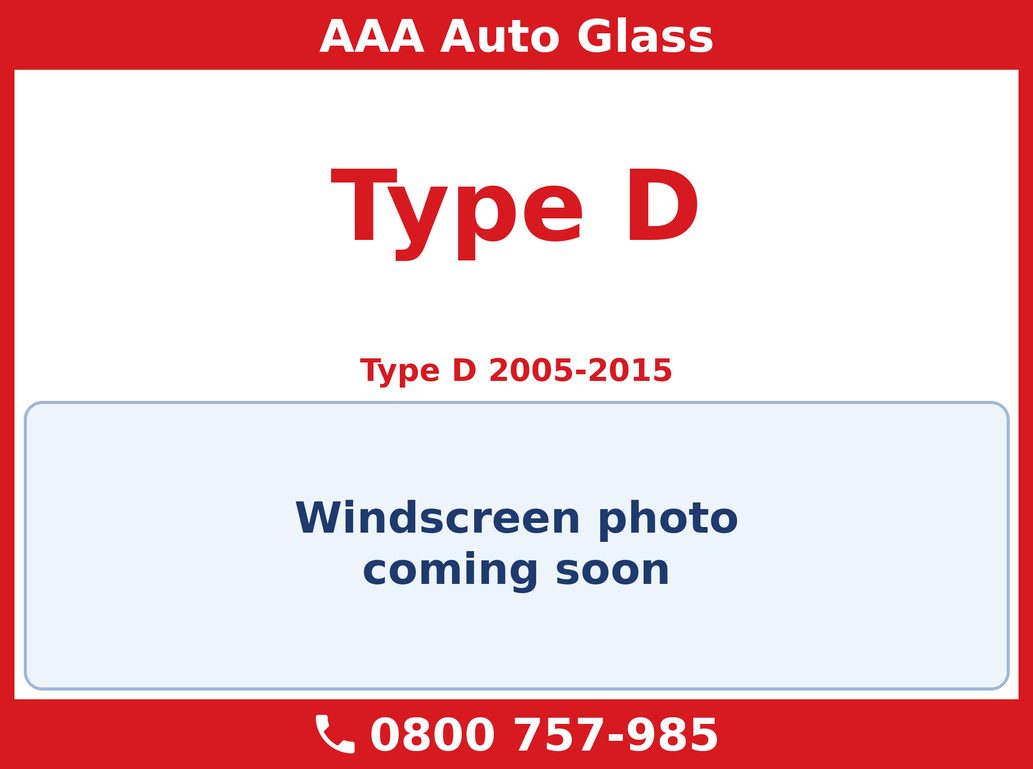 AAA Auto Glass
Type D
Type D 2005-2015
Windscreen photo
coming soon
0800 757-985